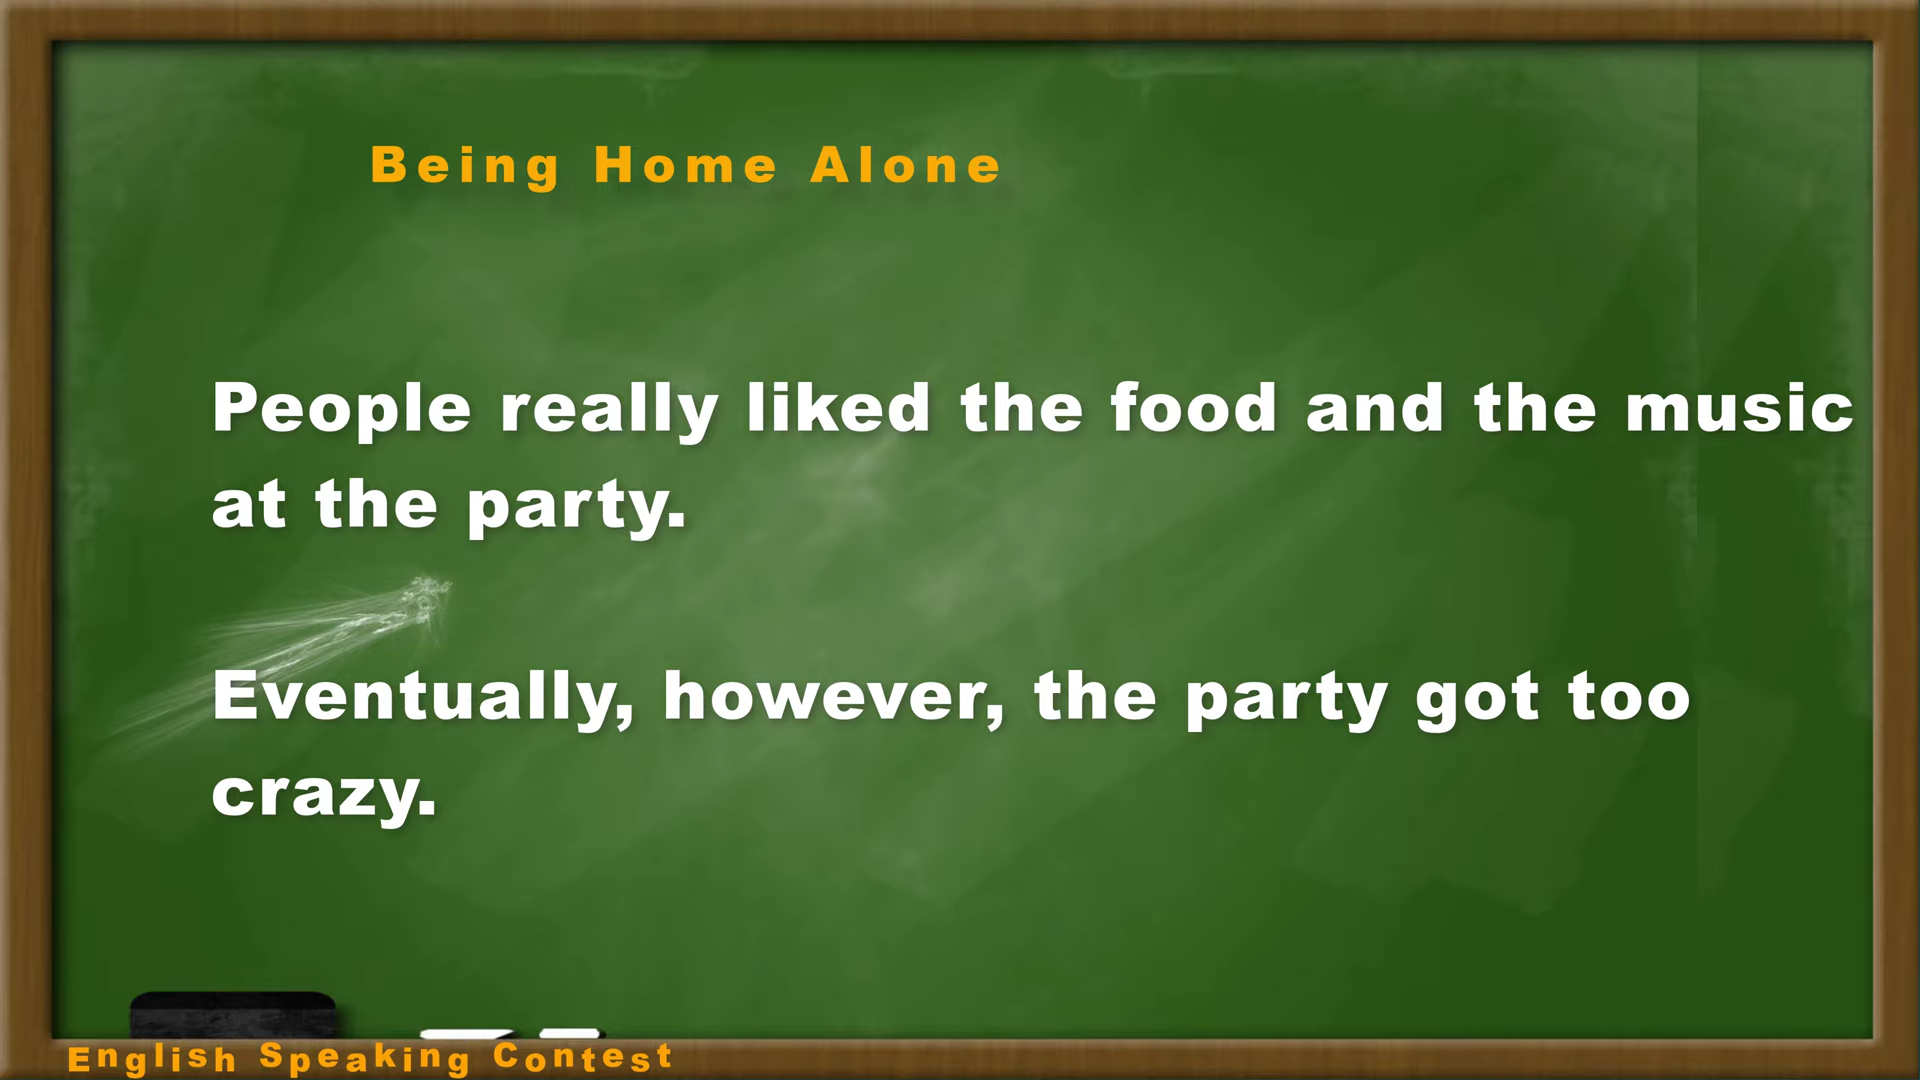 Being Home Alone
People really liked the food and the music
at the party.
Eventually, however, the party got too
crazy.
English Speaking Contest